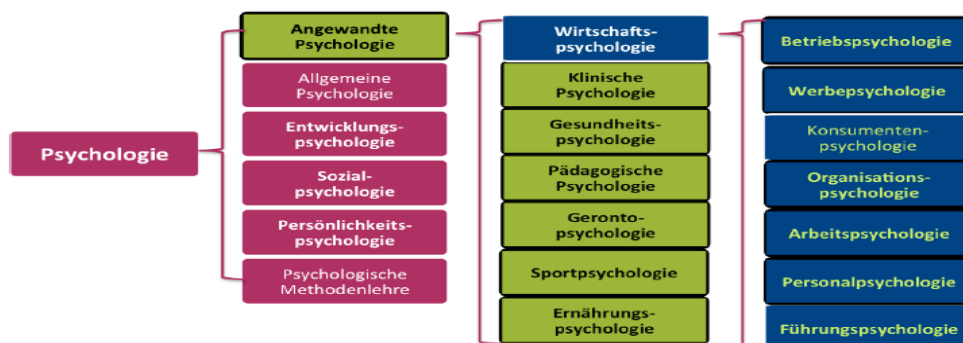 Psychologie
Angewandte
Psychologie
Allgemeine
Psychologie
Entwicklungs-
psychologie
Sozial-
psychologie
Persönlichkeits-
psychologie
Psychologische
Methodenlehre
Wirtschafts-
psychologie
Klinische
Psychologie
Gesundheits-
psychologie
Pädagogische
Psychologie
Geronto-
psychologie
Sportpsychologie
Ernährungs-
psychologie
Betriebspsychologie
Werbepsychologie
Konsumenten-
psychologie
Organisations-
psychologie
Arbeitspsychologie
Personalpsychologie
Führungspsychologie